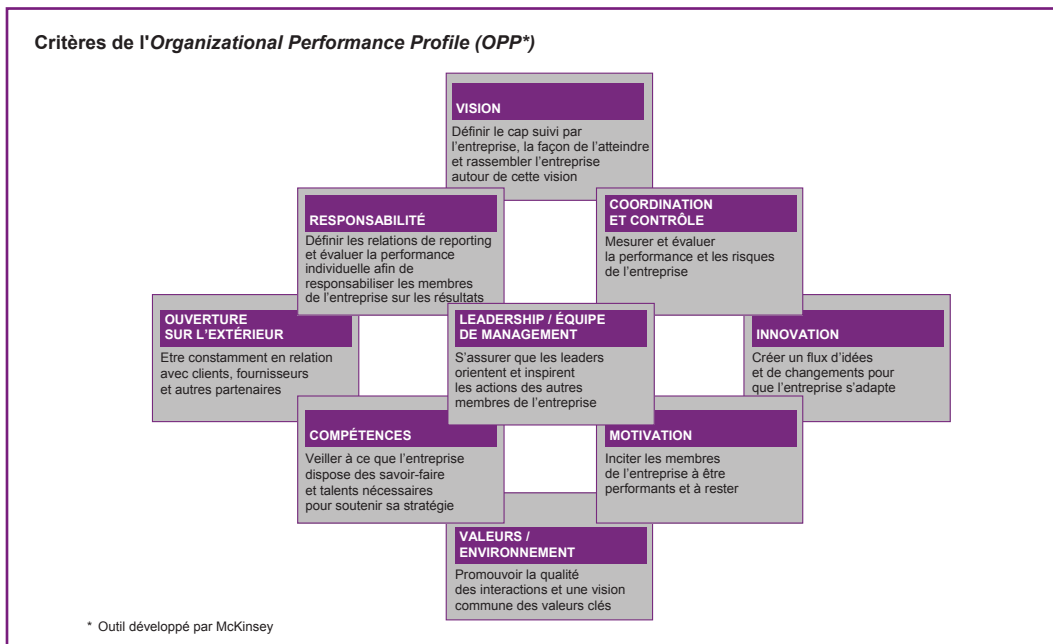 Critères de l'Organizational Performance Profile (OPP*)
VISION
Définir le cap suivi par
l'entreprise, la façon de l'atteindre
et rassembler l'entreprise
autour de cette vision
RESPONSABILITÉ
Définir les relations de reporting
et évaluer la performance
individuelle afin de
responsabiliser les membres
de l'entreprise sur les résultats
COORDINATION
ET CONTRÔLE
Mesurer et évaluer
la performance et les risques
de l'entreprise
OUVERTURE
SUR L'EXTÉRIEUR
Etre constamment en relation
avec clients, fournisseurs
et autres partenaires
LEADERSHIP / ÉQUIPE
DE MANAGEMENT
S'assurer que les leaders
orientent et inspirent
les actions des autres
membres de l'entreprise
INNOVATION
Créer un flux d'idées
et de changements pour
que l'entreprise s'adapte
COMPÉTENCES
Veiller à ce que l'entreprise
dispose des savoir-faire
et talents nécessaires
pour soutenir sa stratégie
MOTIVATION
Inciter les membres
de l'entreprise à être
performants et à rester
VALEURS /
ENVIRONNEMENT
Promouvoir la qualité
des interactions et une vision
commune des valeurs clés
* Outil développé par McKinsey